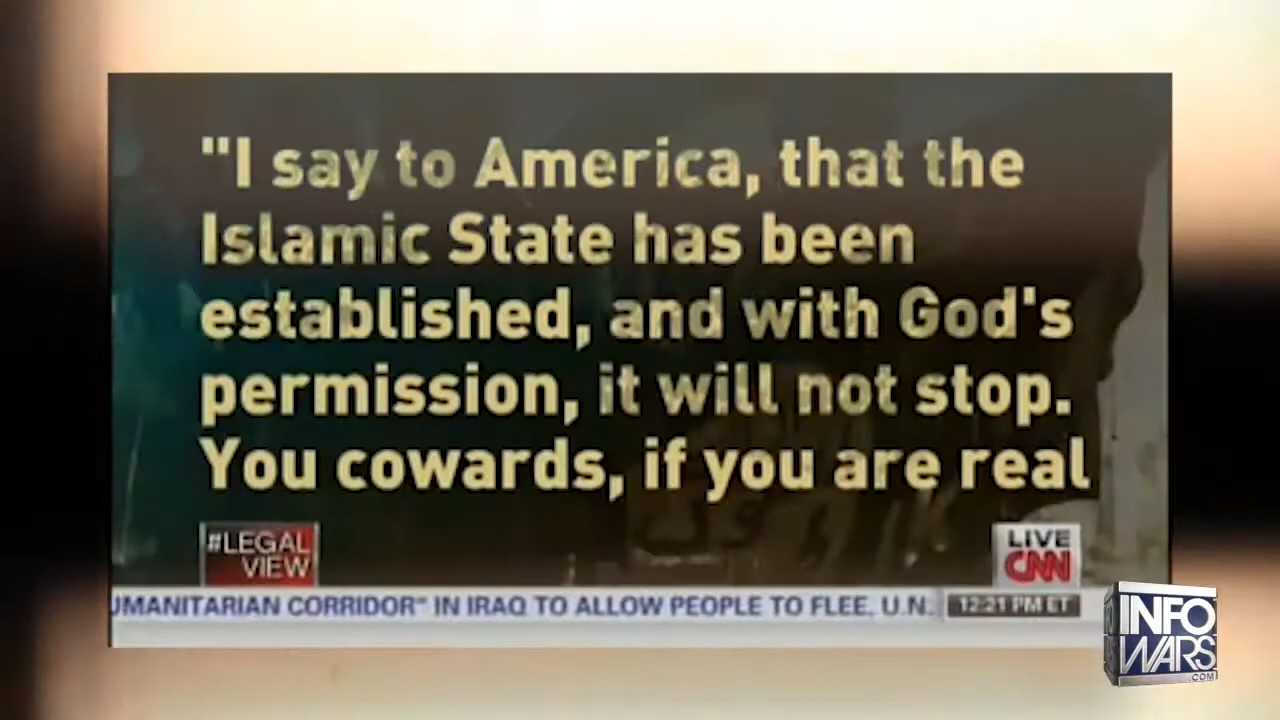 "I say to America, that the
Islamic State has been
established, and with God's
permission, it will not stop.
You cowards, if you are real
#LEGAL
VIEW
LIVE
CNN
UMANITARIAN CORRIDOR" IN IRAQ TO ALLOW PEOPLE TO FLEE, U.N.
12:21 PM ET
INFO
WARS
.COM